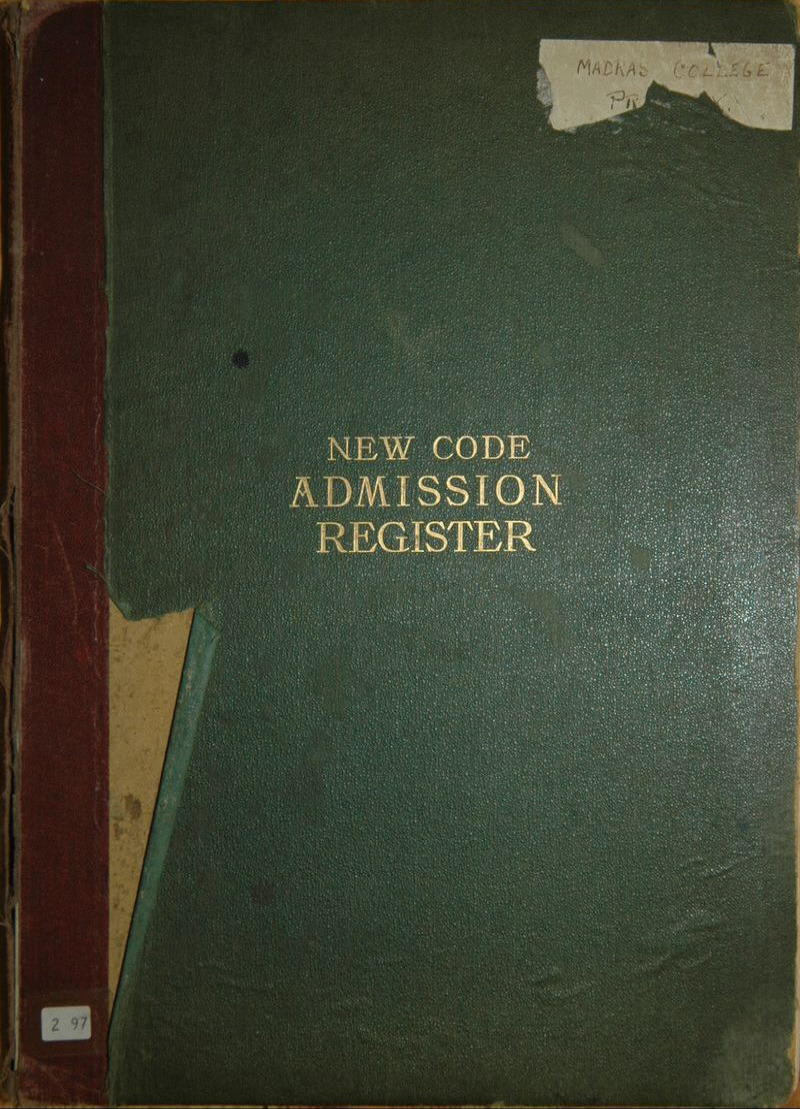 MADRAS COLLEGE
NEW CODE
ADMISSION
REGISTER
2 97